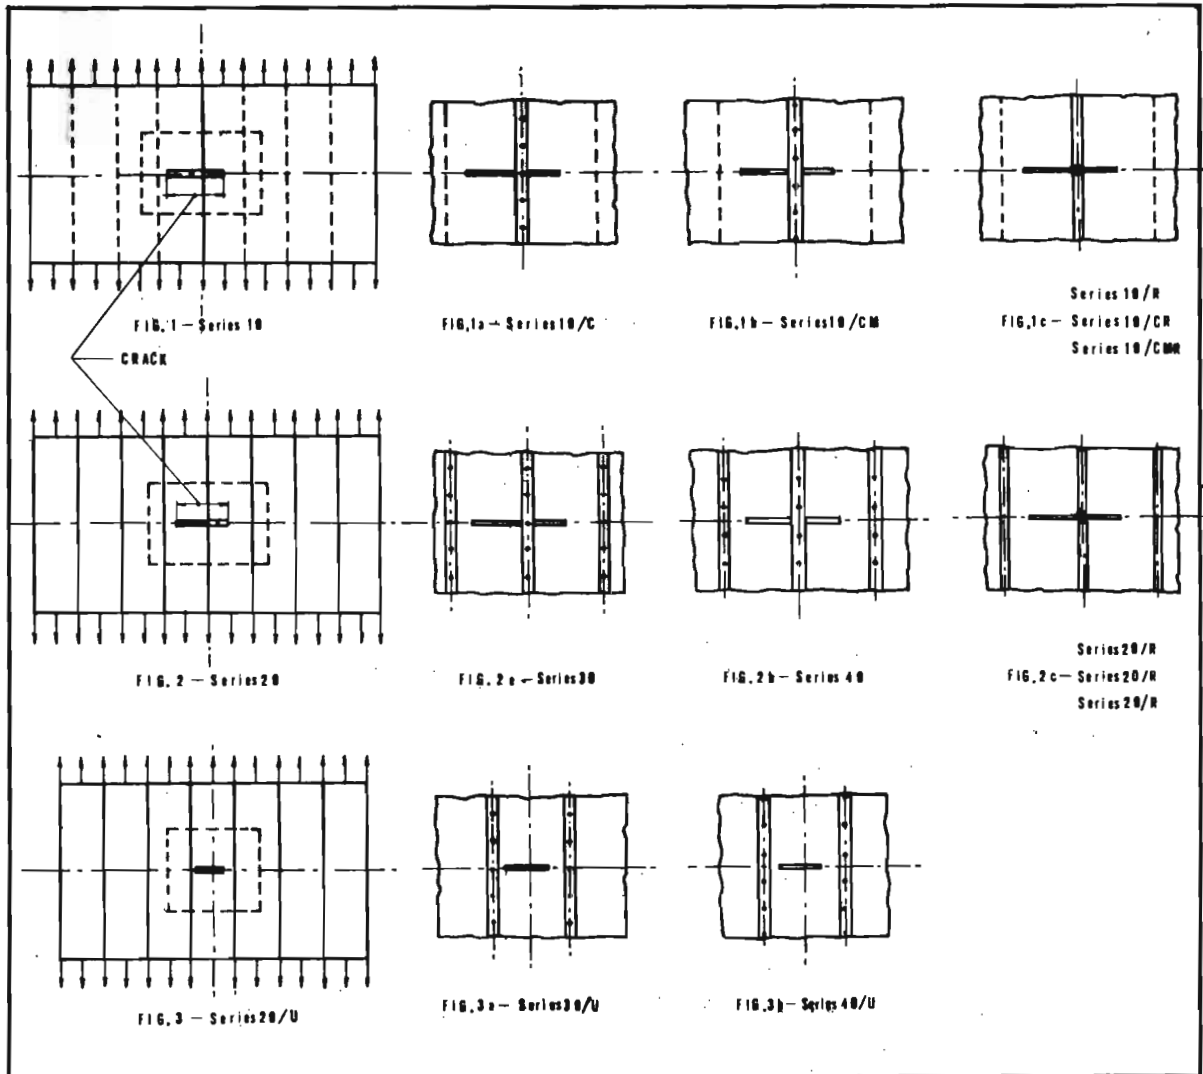 FIG.1 — Series 10
FIG.1a — Series 10/C
FIG.1b — Series 10/CM
Series 10/R
FIG.1c — Series 10/CR
Series 10/CMR
CRACK
FIG.2 — Series 20
FIG.2a — Series 30
FIG.2b — Series 40
Series 20/R
FIG.2c — Series 20/R
Series 20/R
FIG.3 — Series 20/U
FIG.3a — Series 30/U
FIG.3b — Series 40/U